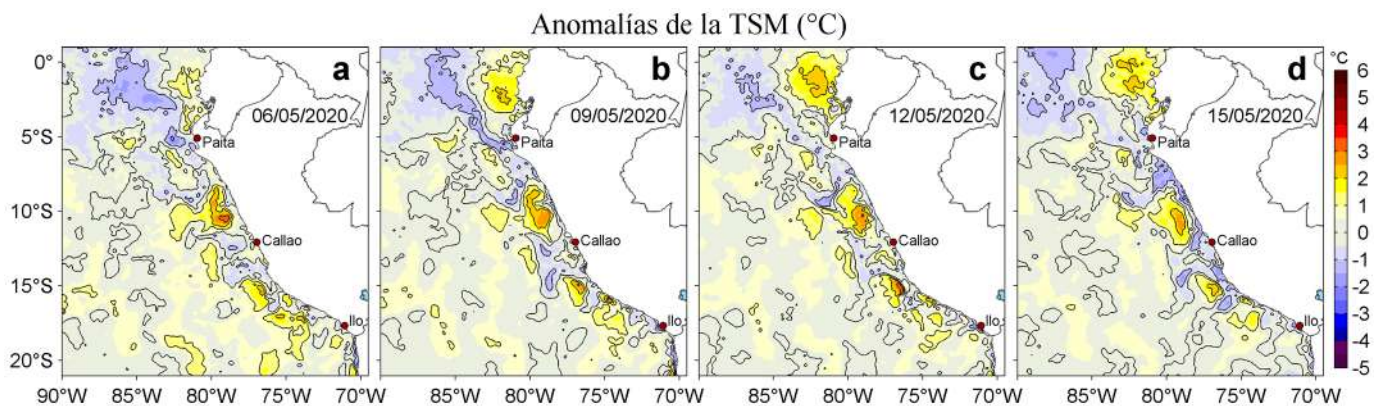 Anomalías de la TSM (°C)
a
06/05/2020
Paita
Callao
Ilo
b
09/05/2020
Paita
Callao
Ilo
c
12/05/2020
Paita
Callao
Ilo
d
15/05/2020
Paita
Callao
Ilo
0°
5°S
10°S
15°S
20°S
90°W 85°W 80°W 75°W 70°W
85°W 80°W 75°W 70°W
85°W 80°W 75°W 70°W
85°W 80°W 75°W 70°W
°C
6
5
4
3
2
1
0
-1
-2
-3
-4
-5